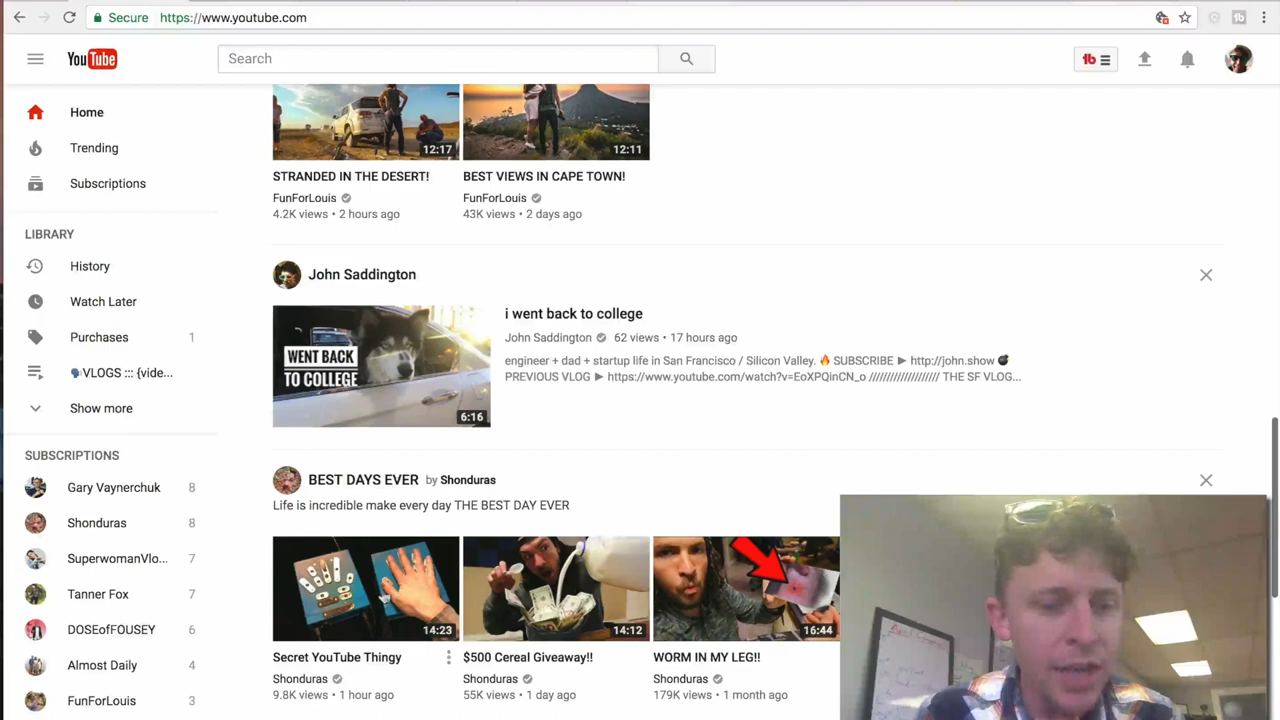 Secure https://www.youtube.com
YouTube
Search
tb
Home
Trending
Subscriptions
LIBRARY
History
Watch Later
Purchases 1
VLOGS ::: {vide...
Show more
SUBSCRIPTIONS
Gary Vaynerchuk 8
Shonduras 8
SuperwomanVlo... 7
Tanner Fox 7
DOSEofFOUSEY 6
Almost Daily 4
FunForLouis 3
12:17
12:11
STRANDED IN THE DESERT!
BEST VIEWS IN CAPE TOWN!
FunForLouis
FunForLouis
4.2K views • 2 hours ago
43K views • 2 days ago
John Saddington
WENT BACK
TO COLLEGE
6:16
i went back to college
John Saddington 62 views • 17 hours ago
engineer + dad + startup life in San Francisco / Silicon Valley. 🔥 SUBSCRIBE ► http://john.show 💣
PREVIOUS VLOG ► https://www.youtube.com/watch?v=EoXPQinCN_o /////////////////// THE SF VLOG...
BEST DAYS EVER by Shonduras
Life is incredible make every day THE BEST DAY EVER
14:23
14:12
16:44
Secret YouTube Thingy
$500 Cereal Giveaway!!
WORM IN MY LEG!!
Shonduras
Shonduras
Shonduras
9.8K views • 1 hour ago
55K views • 1 day ago
179K views • 1 month ago